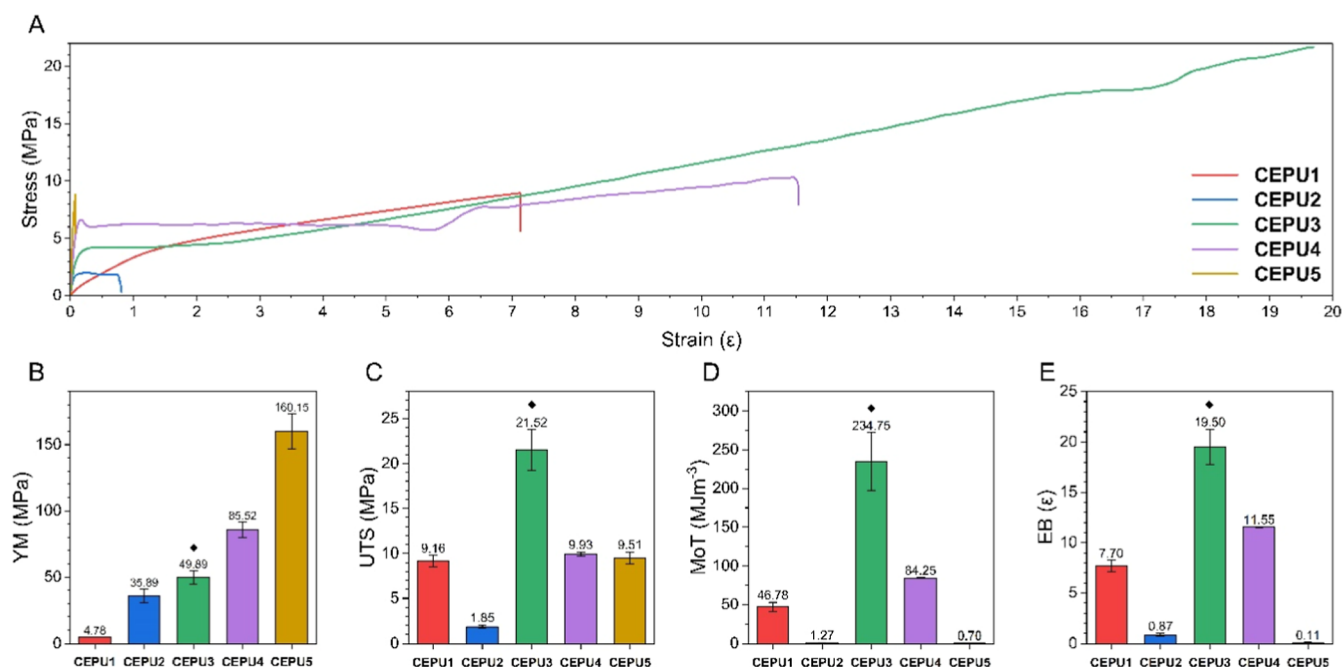 A
Stress (MPa)
20
15
10
5
0
0 1 2 3 4 5 6 7 8 9 10 11 12 13 14 15 16 17 18 19 20
Strain (ε)
CEPU1
CEPU2
CEPU3
CEPU4
CEPU5
B
YM (MPa)
150
100
50
0
4.78
35.89
49.89
85.52
160.15
CEPU1 CEPU2 CEPU3 CEPU4 CEPU5
C
UTS (MPa)
25
20
15
10
5
0
9.16
1.85
21.52
9.93
9.51
CEPU1 CEPU2 CEPU3 CEPU4 CEPU5
D
MoT (MJm⁻³)
300
250
200
150
100
50
0
46.78
1.27
234.75
84.25
0.70
CEPU1 CEPU2 CEPU3 CEPU4 CEPU5
E
EB (ε)
25
20
15
10
5
0
7.70
0.87
19.50
11.55
0.11
CEPU1 CEPU2 CEPU3 CEPU4 CEPU5